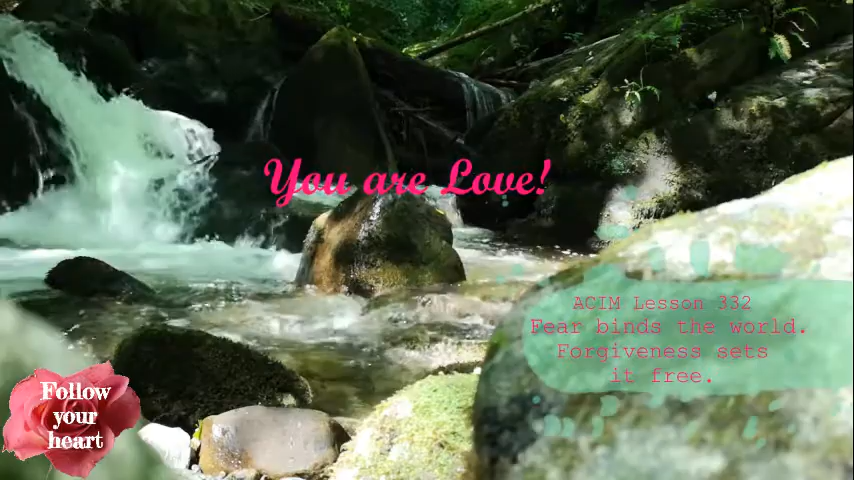 You are Love!
ACIM Lesson 332
Fear binds the world.
Forgiveness sets
it free.
Follow
your
heart